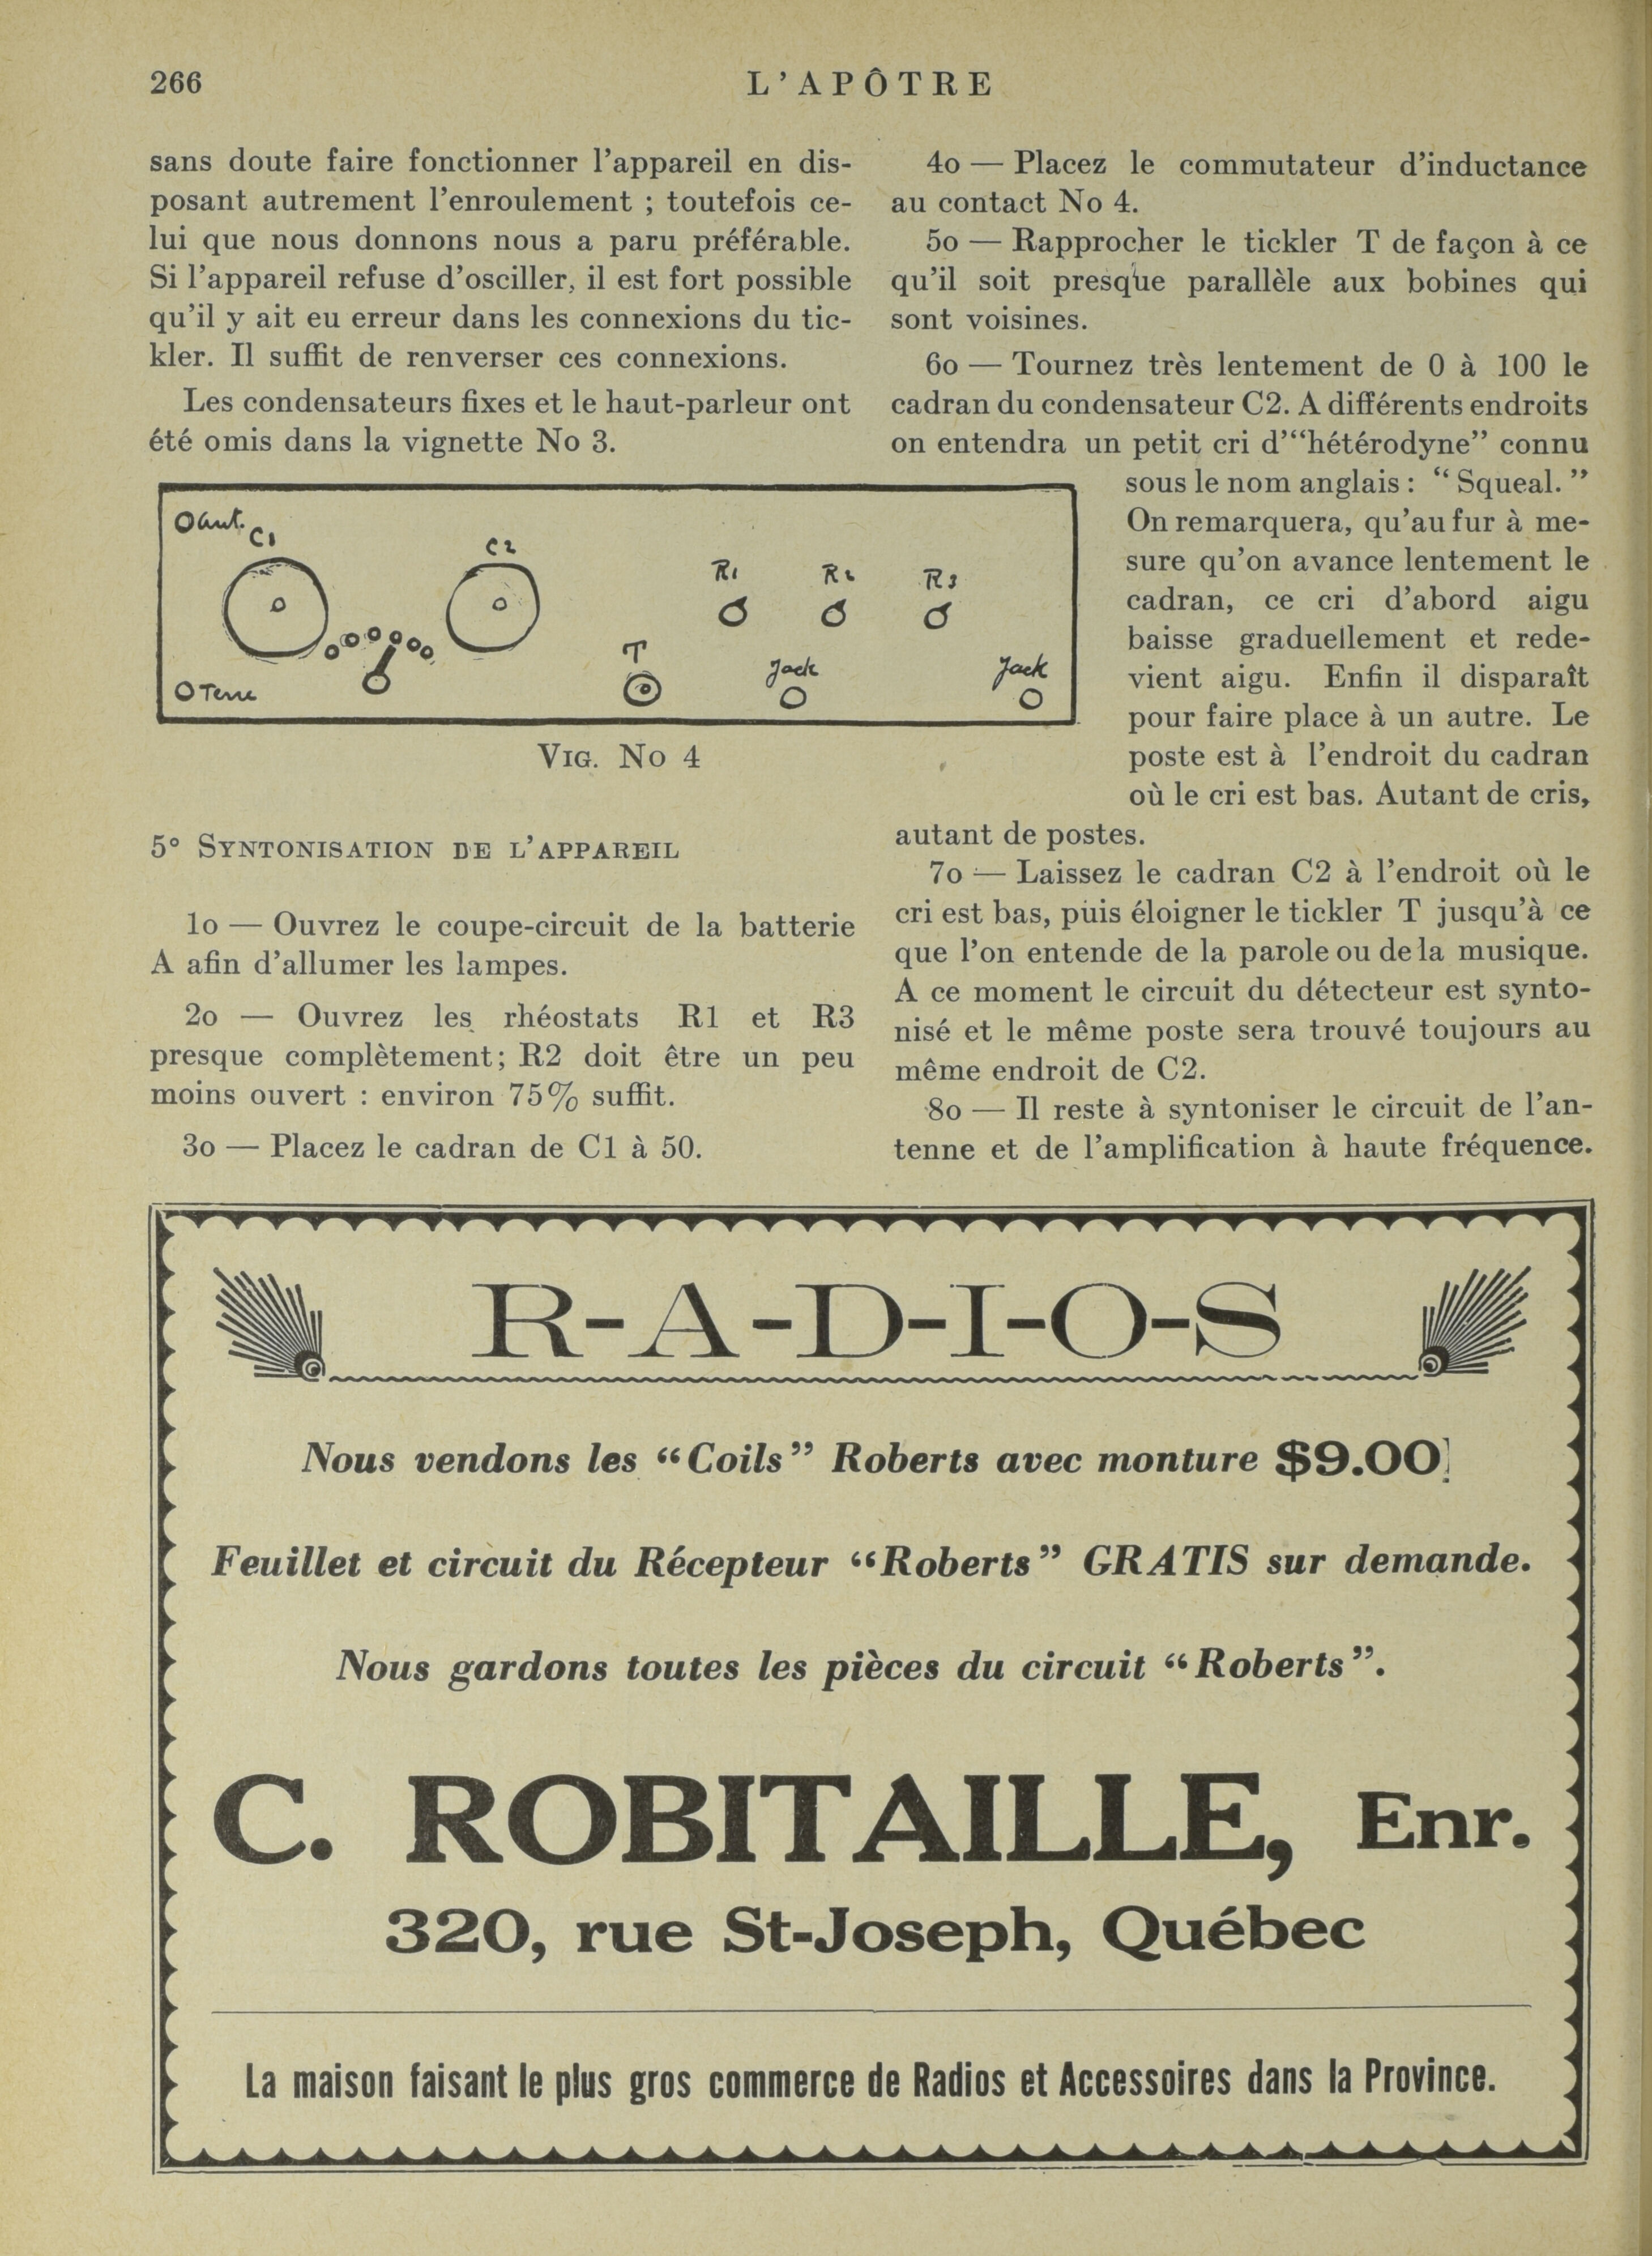 266
L'APÔTRE
sans doute faire fonctionner l'appareil en dis-
posant autrement l'enroulement ; toutefois ce-
lui que nous donnons nous a paru préférable.
Si l'appareil refuse d'osciller, il est fort possible
qu'il y ait eu erreur dans les connexions du tic-
kler. Il suffit de renverser ces connexions.
Les condensateurs fixes et le haut-parleur ont
été omis dans la vignette No 3.
Ant.
C1
C2
R1
R2
R3
T
Jack
Jack
Terre
VIG. No 4
5° SYNTONISATION DE L'APPAREIL
1o — Ouvrez le coupe-circuit de la batterie
A afin d'allumer les lampes.
2o — Ouvrez les rhéostats R1 et R3
presque complètement; R2 doit être un peu
moins ouvert : environ 75% suffit.
3o — Placez le cadran de C1 à 50.
4o — Placez le commutateur d'inductance
au contact No 4.
5o — Rapprocher le tickler T de façon à ce
qu'il soit presque parallèle aux bobines qui
sont voisines.
6o — Tournez très lentement de 0 à 100 le
cadran du condensateur C2. A différents endroits
on entendra un petit cri d'"hétérodyne" connu
sous le nom anglais : " Squeal. "
On remarquera, qu'au fur à me-
sure qu'on avance lentement le
cadran, ce cri d'abord aigu
baisse graduellement et rede-
vient aigu. Enfin il disparaît
pour faire place à un autre. Le
poste est à l'endroit du cadran
où le cri est bas. Autant de cris,
autant de postes.
7o — Laissez le cadran C2 à l'endroit où le
cri est bas, puis éloigner le tickler T jusqu'à ce
que l'on entende de la parole ou de la musique.
A ce moment le circuit du détecteur est synto-
nisé et le même poste sera trouvé toujours au
même endroit de C2.
8o — Il reste à syntoniser le circuit de l'an-
tenne et de l'amplification à haute fréquence.
R-A-D-I-O-S
Nous vendons les "Coils" Roberts avec monture $9.00
Feuillet et circuit du Récepteur "Roberts" GRATIS sur demande.
Nous gardons toutes les pièces du circuit "Roberts".
C. ROBITAILLE, Enr.
320, rue St-Joseph, Québec
La maison faisant le plus gros commerce de Radios et Accessoires dans la Province.